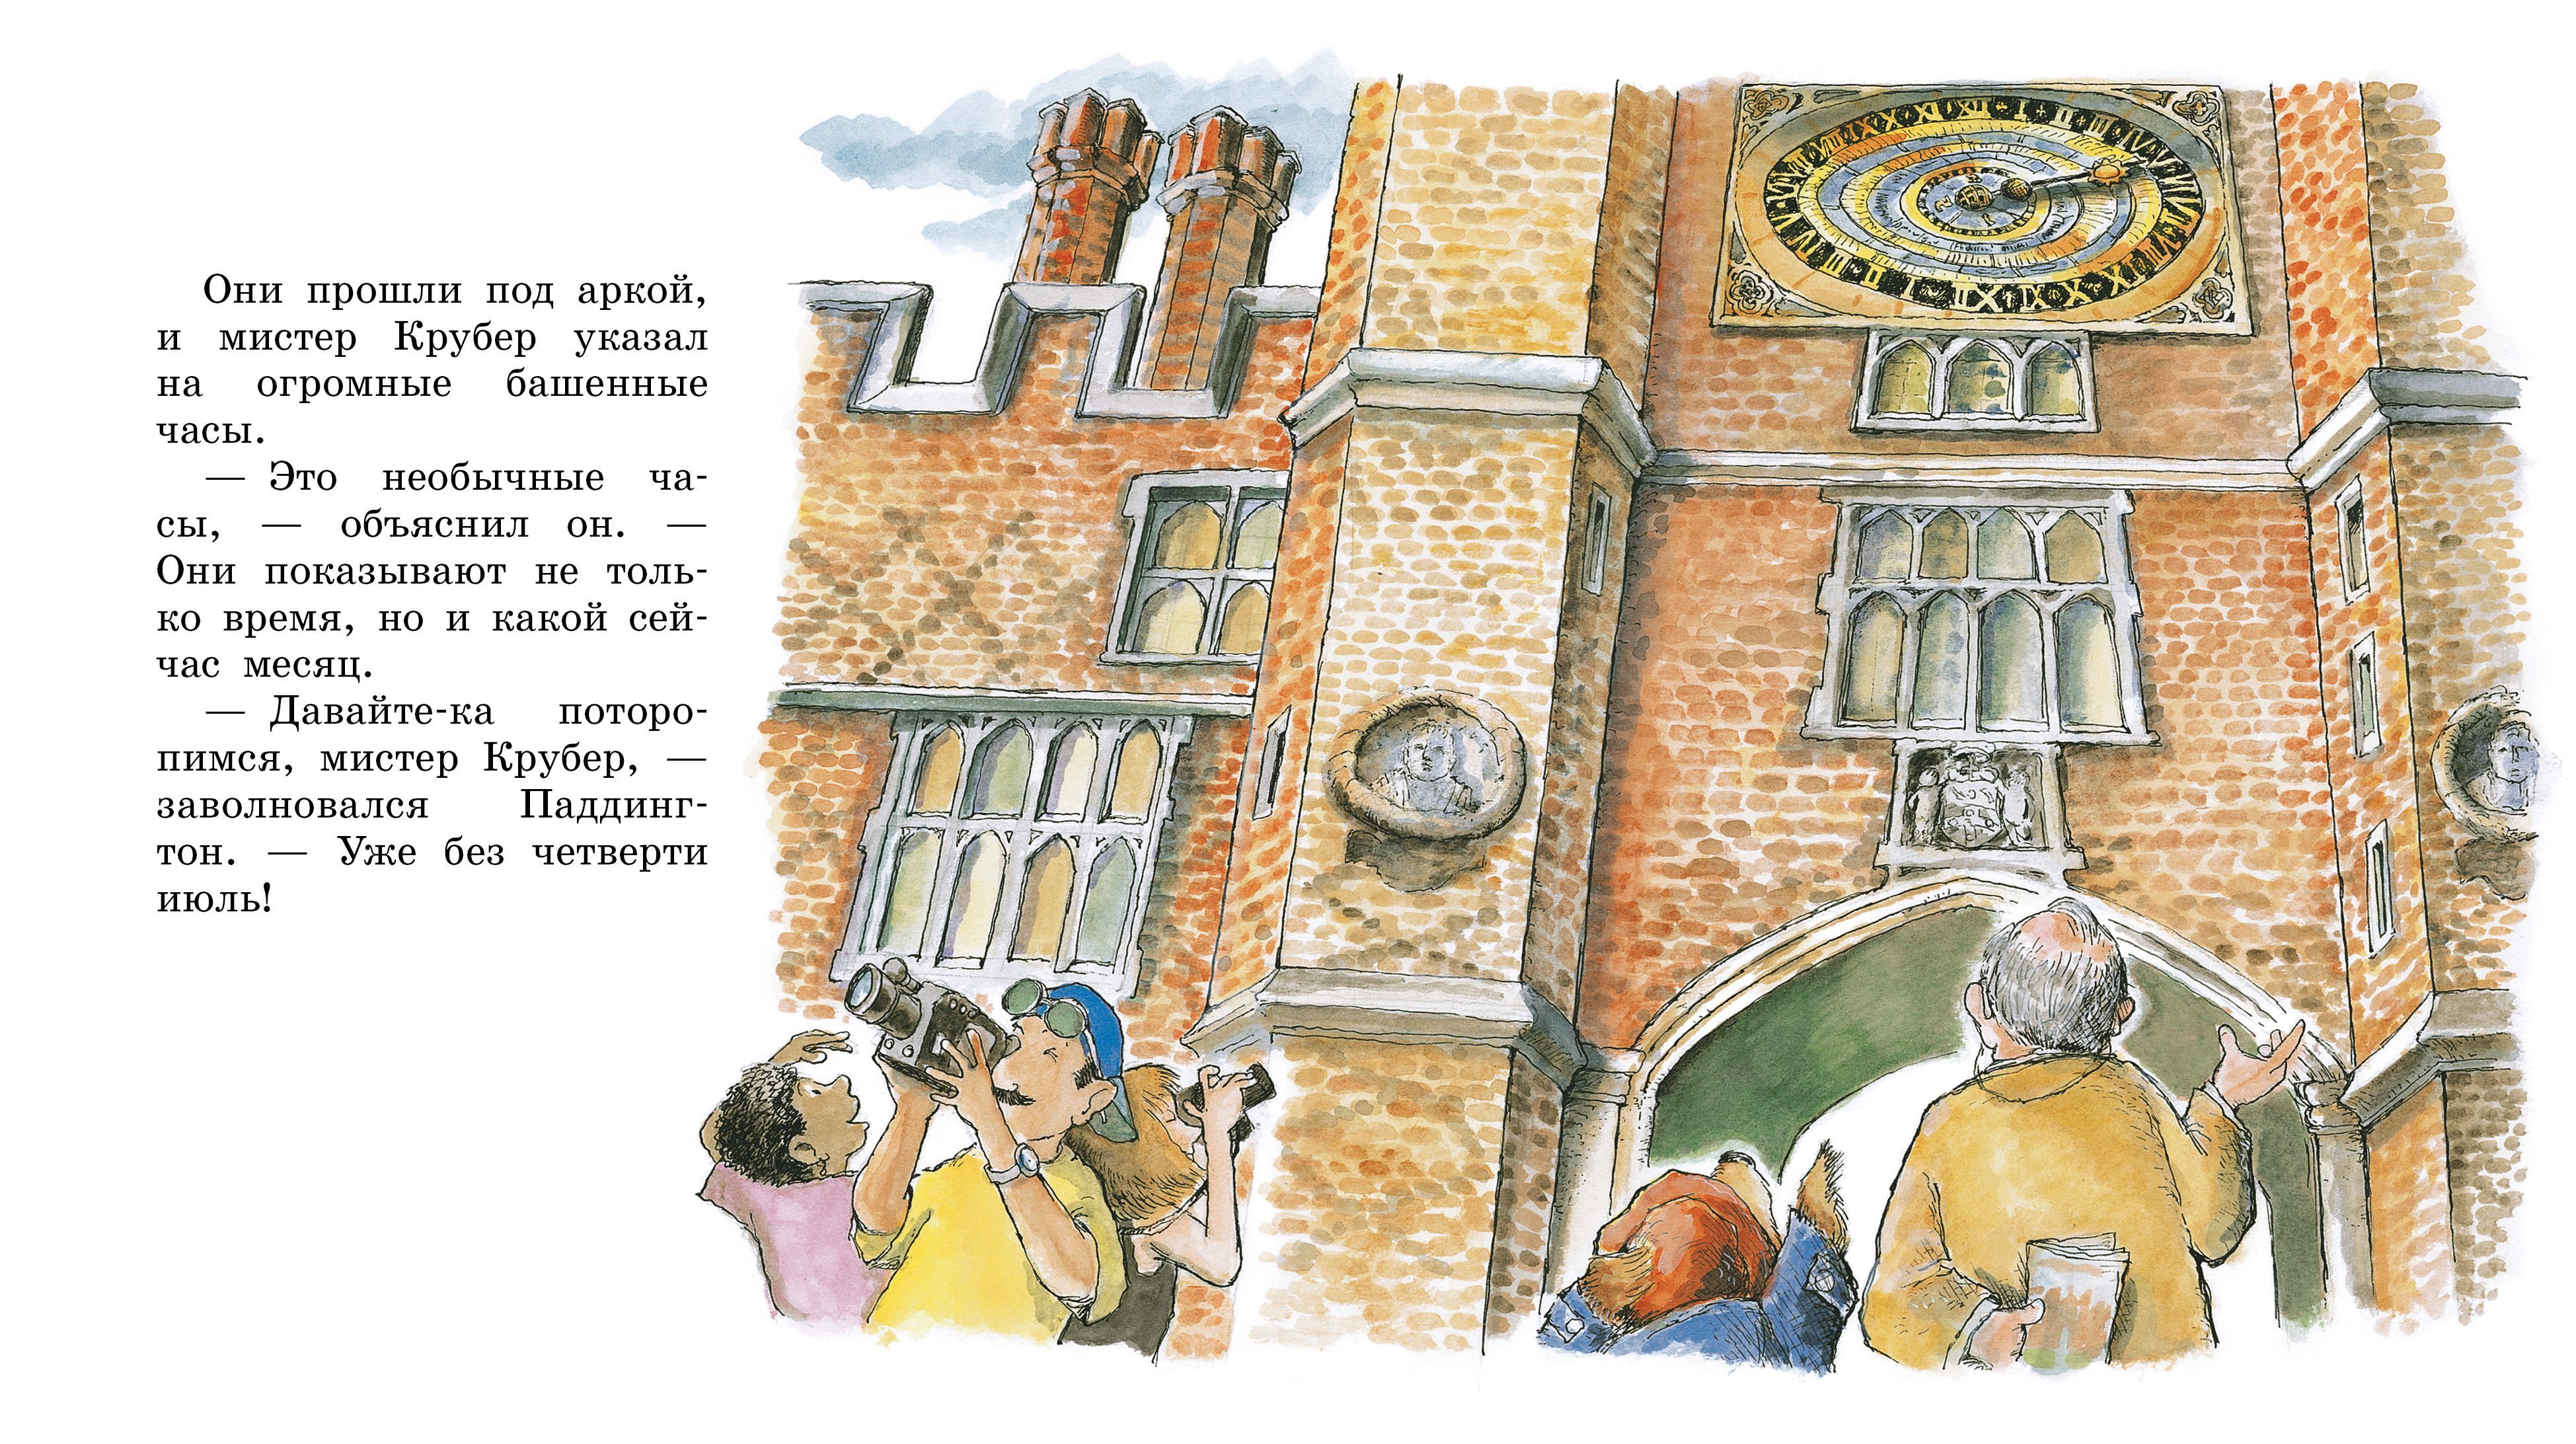 Они прошли под аркой,
и мистер Крубер указал
на огромные башенные
часы.
— Это необычные ча-
сы, — объяснил он. —
Они показывают не толь-
ко время, но и какой сей-
час месяц.
— Давайте-ка поторо-
пимся, мистер Крубер, —
заволновался Паддинг-
тон. — Уже без четверти
июль!